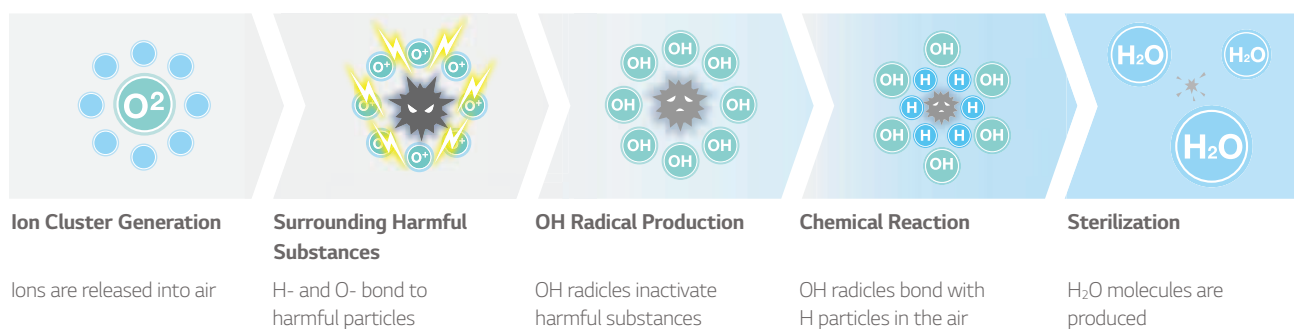 O²
O⁺ O⁺ O⁺ O⁺ O⁺ O⁺ O⁺ O⁺
OH OH OH OH OH OH OH OH
OH OH OH OH OH OH H H H H H H
H₂O H₂O H₂O
Ion Cluster Generation
Ions are released into air
Surrounding Harmful
Substances
H- and O- bond to
harmful particles
OH Radical Production
OH radicles inactivate
harmful substances
Chemical Reaction
OH radicles bond with
H particles in the air
Sterilization
H₂O molecules are
produced